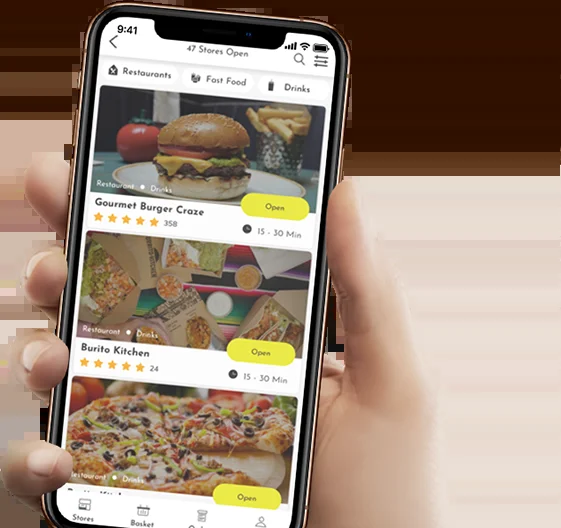 9:41
47 Stores Open
Restaurants
Fast Food
Drinks
Restaurant • Drinks
Open
Gourmet Burger Craze
358
15 - 30 Min
Restaurant • Drinks
Open
Burito Kitchen
24
15 - 30 Min
Restaurant • Drinks
Open
Stores
Basket